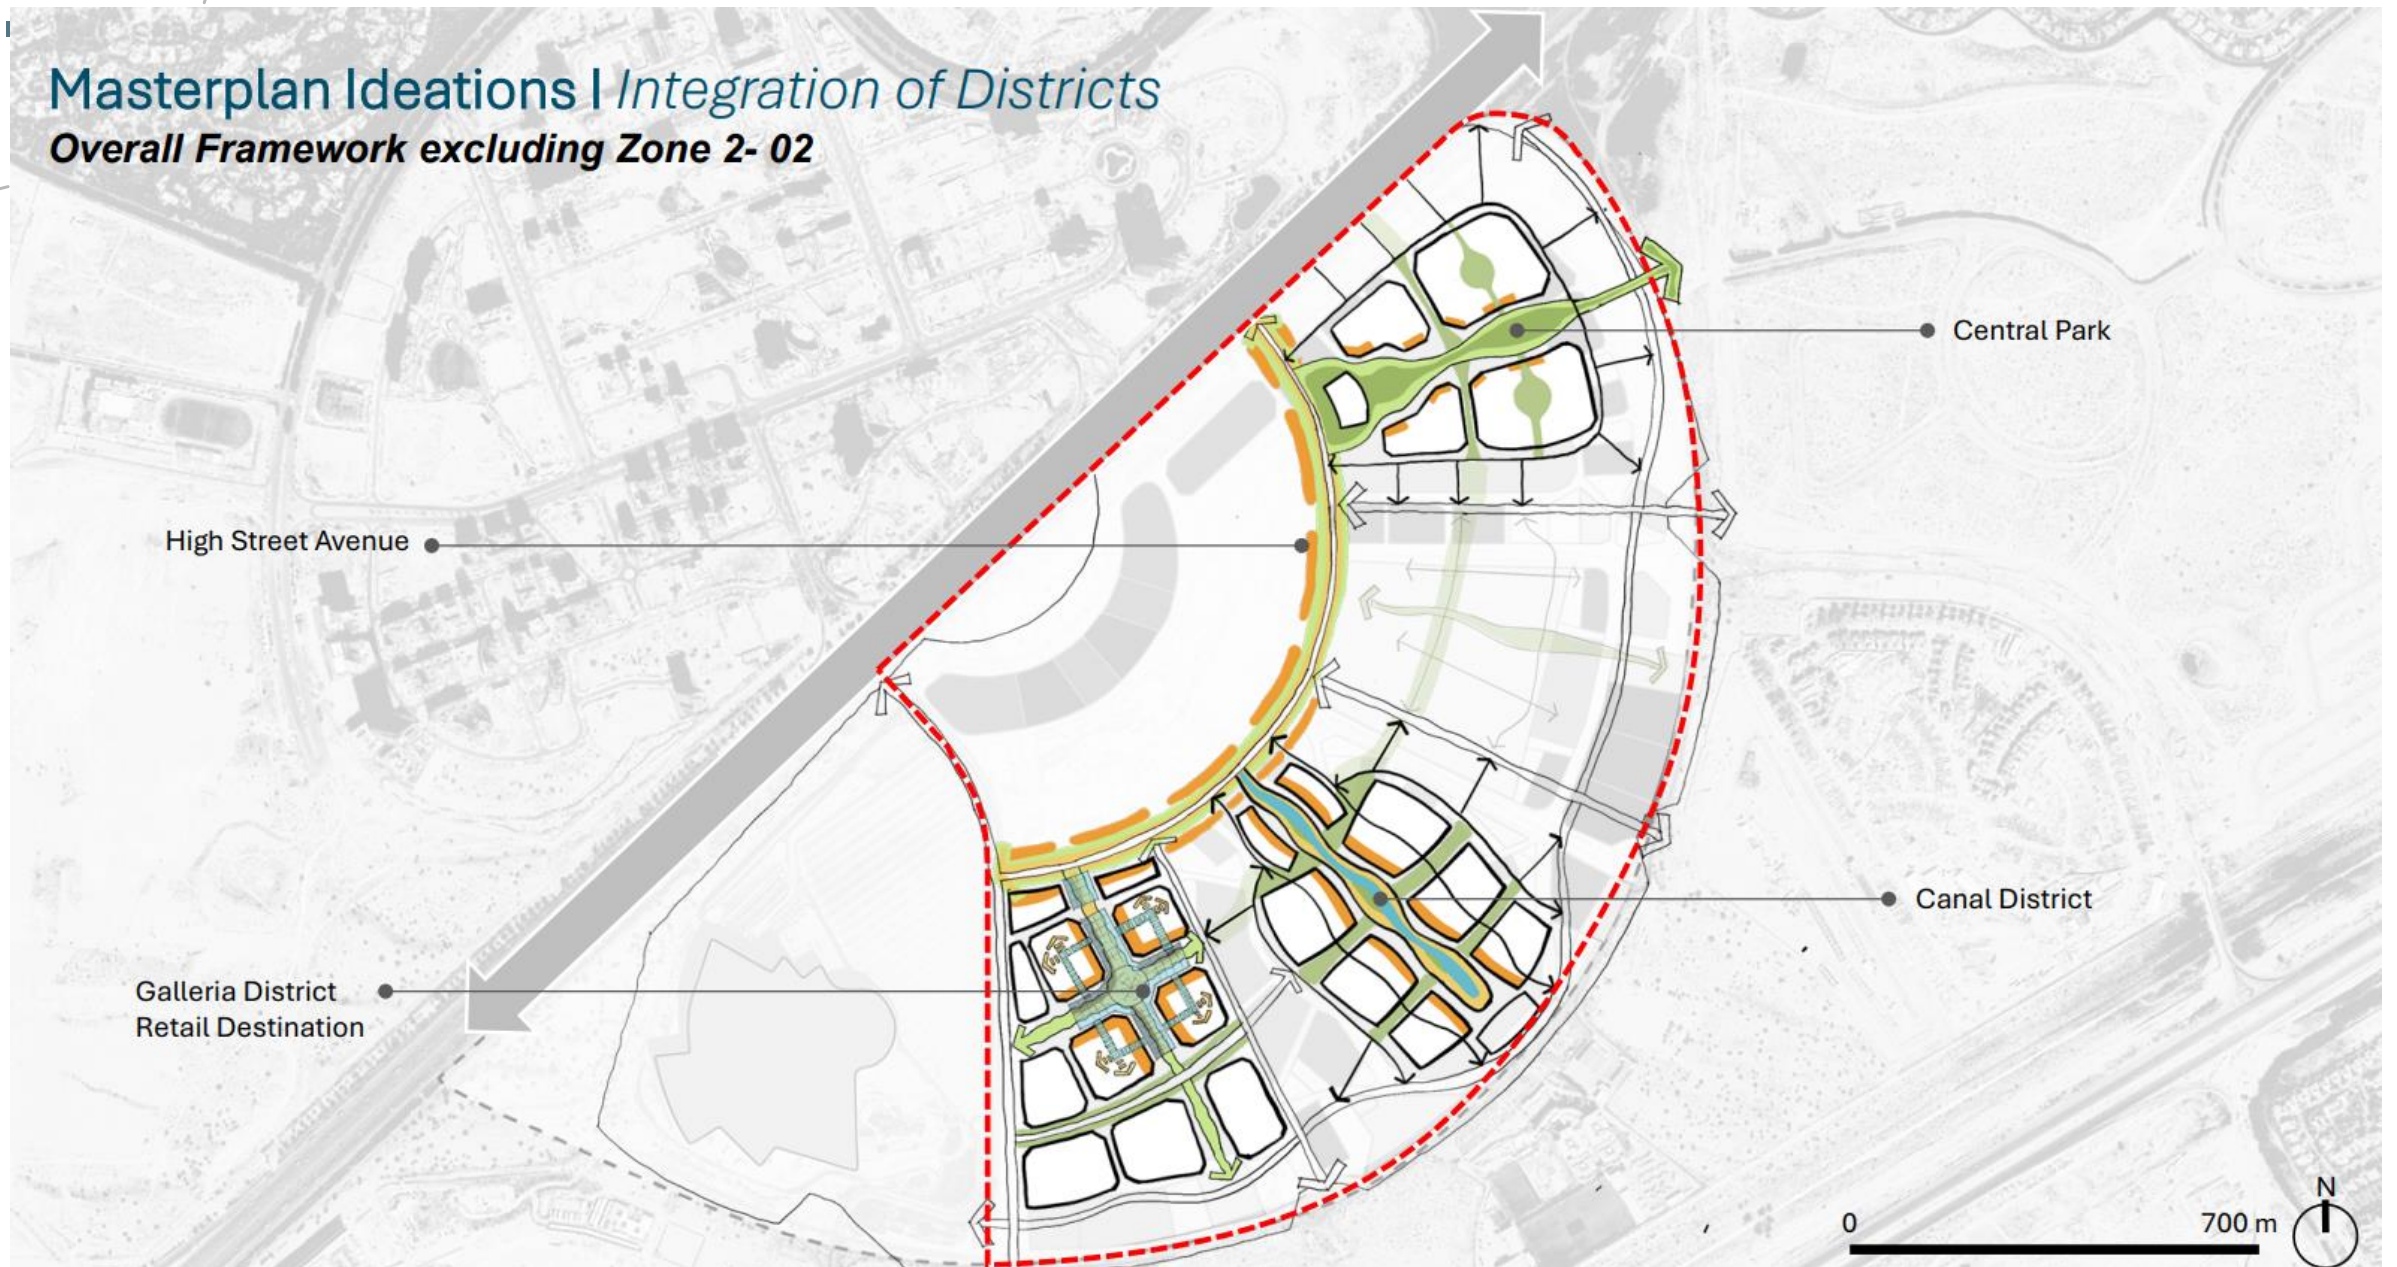 Masterplan Ideations | Integration of Districts
Overall Framework excluding Zone 2- 02
Central Park
High Street Avenue
Canal District
Galleria District
Retail Destination
N
0 700 m